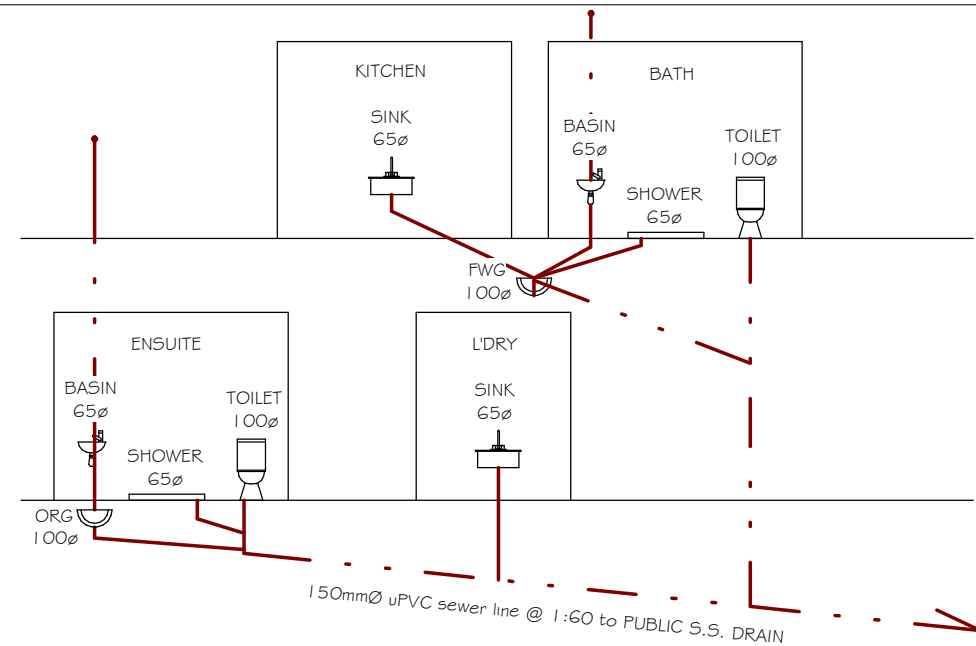 KITCHEN
SINK
65ø
BATH
BASIN
65ø
TOILET
100ø
SHOWER
65ø
FWG
100ø
ENSUITE
BASIN
65ø
TOILET
100ø
SHOWER
65ø
ORG
100ø
L'DRY
SINK
65ø
150mmØ uPVC sewer line @ 1:60 to PUBLIC S.S. DRAIN